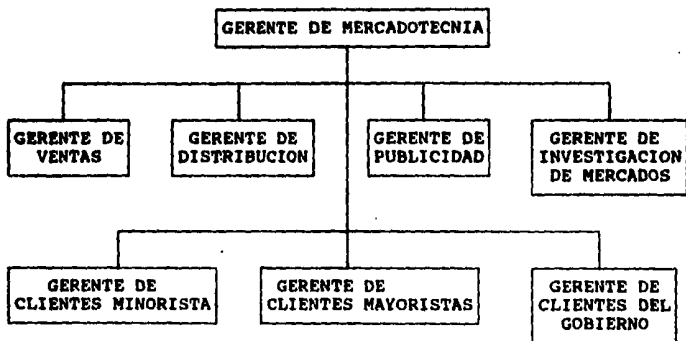 GERENTE DE MERCADOTECNIA
GERENTE DE
VENTAS
GERENTE DE
DISTRIBUCION
GERENTE DE
PUBLICIDAD
GERENTE DE
INVESTIGACION
DE MERCADOS
GERENTE DE
CLIENTES MINORISTA
GERENTE DE
CLIENTES MAYORISTAS
GERENTE DE
CLIENTES DEL
GOBIERNO